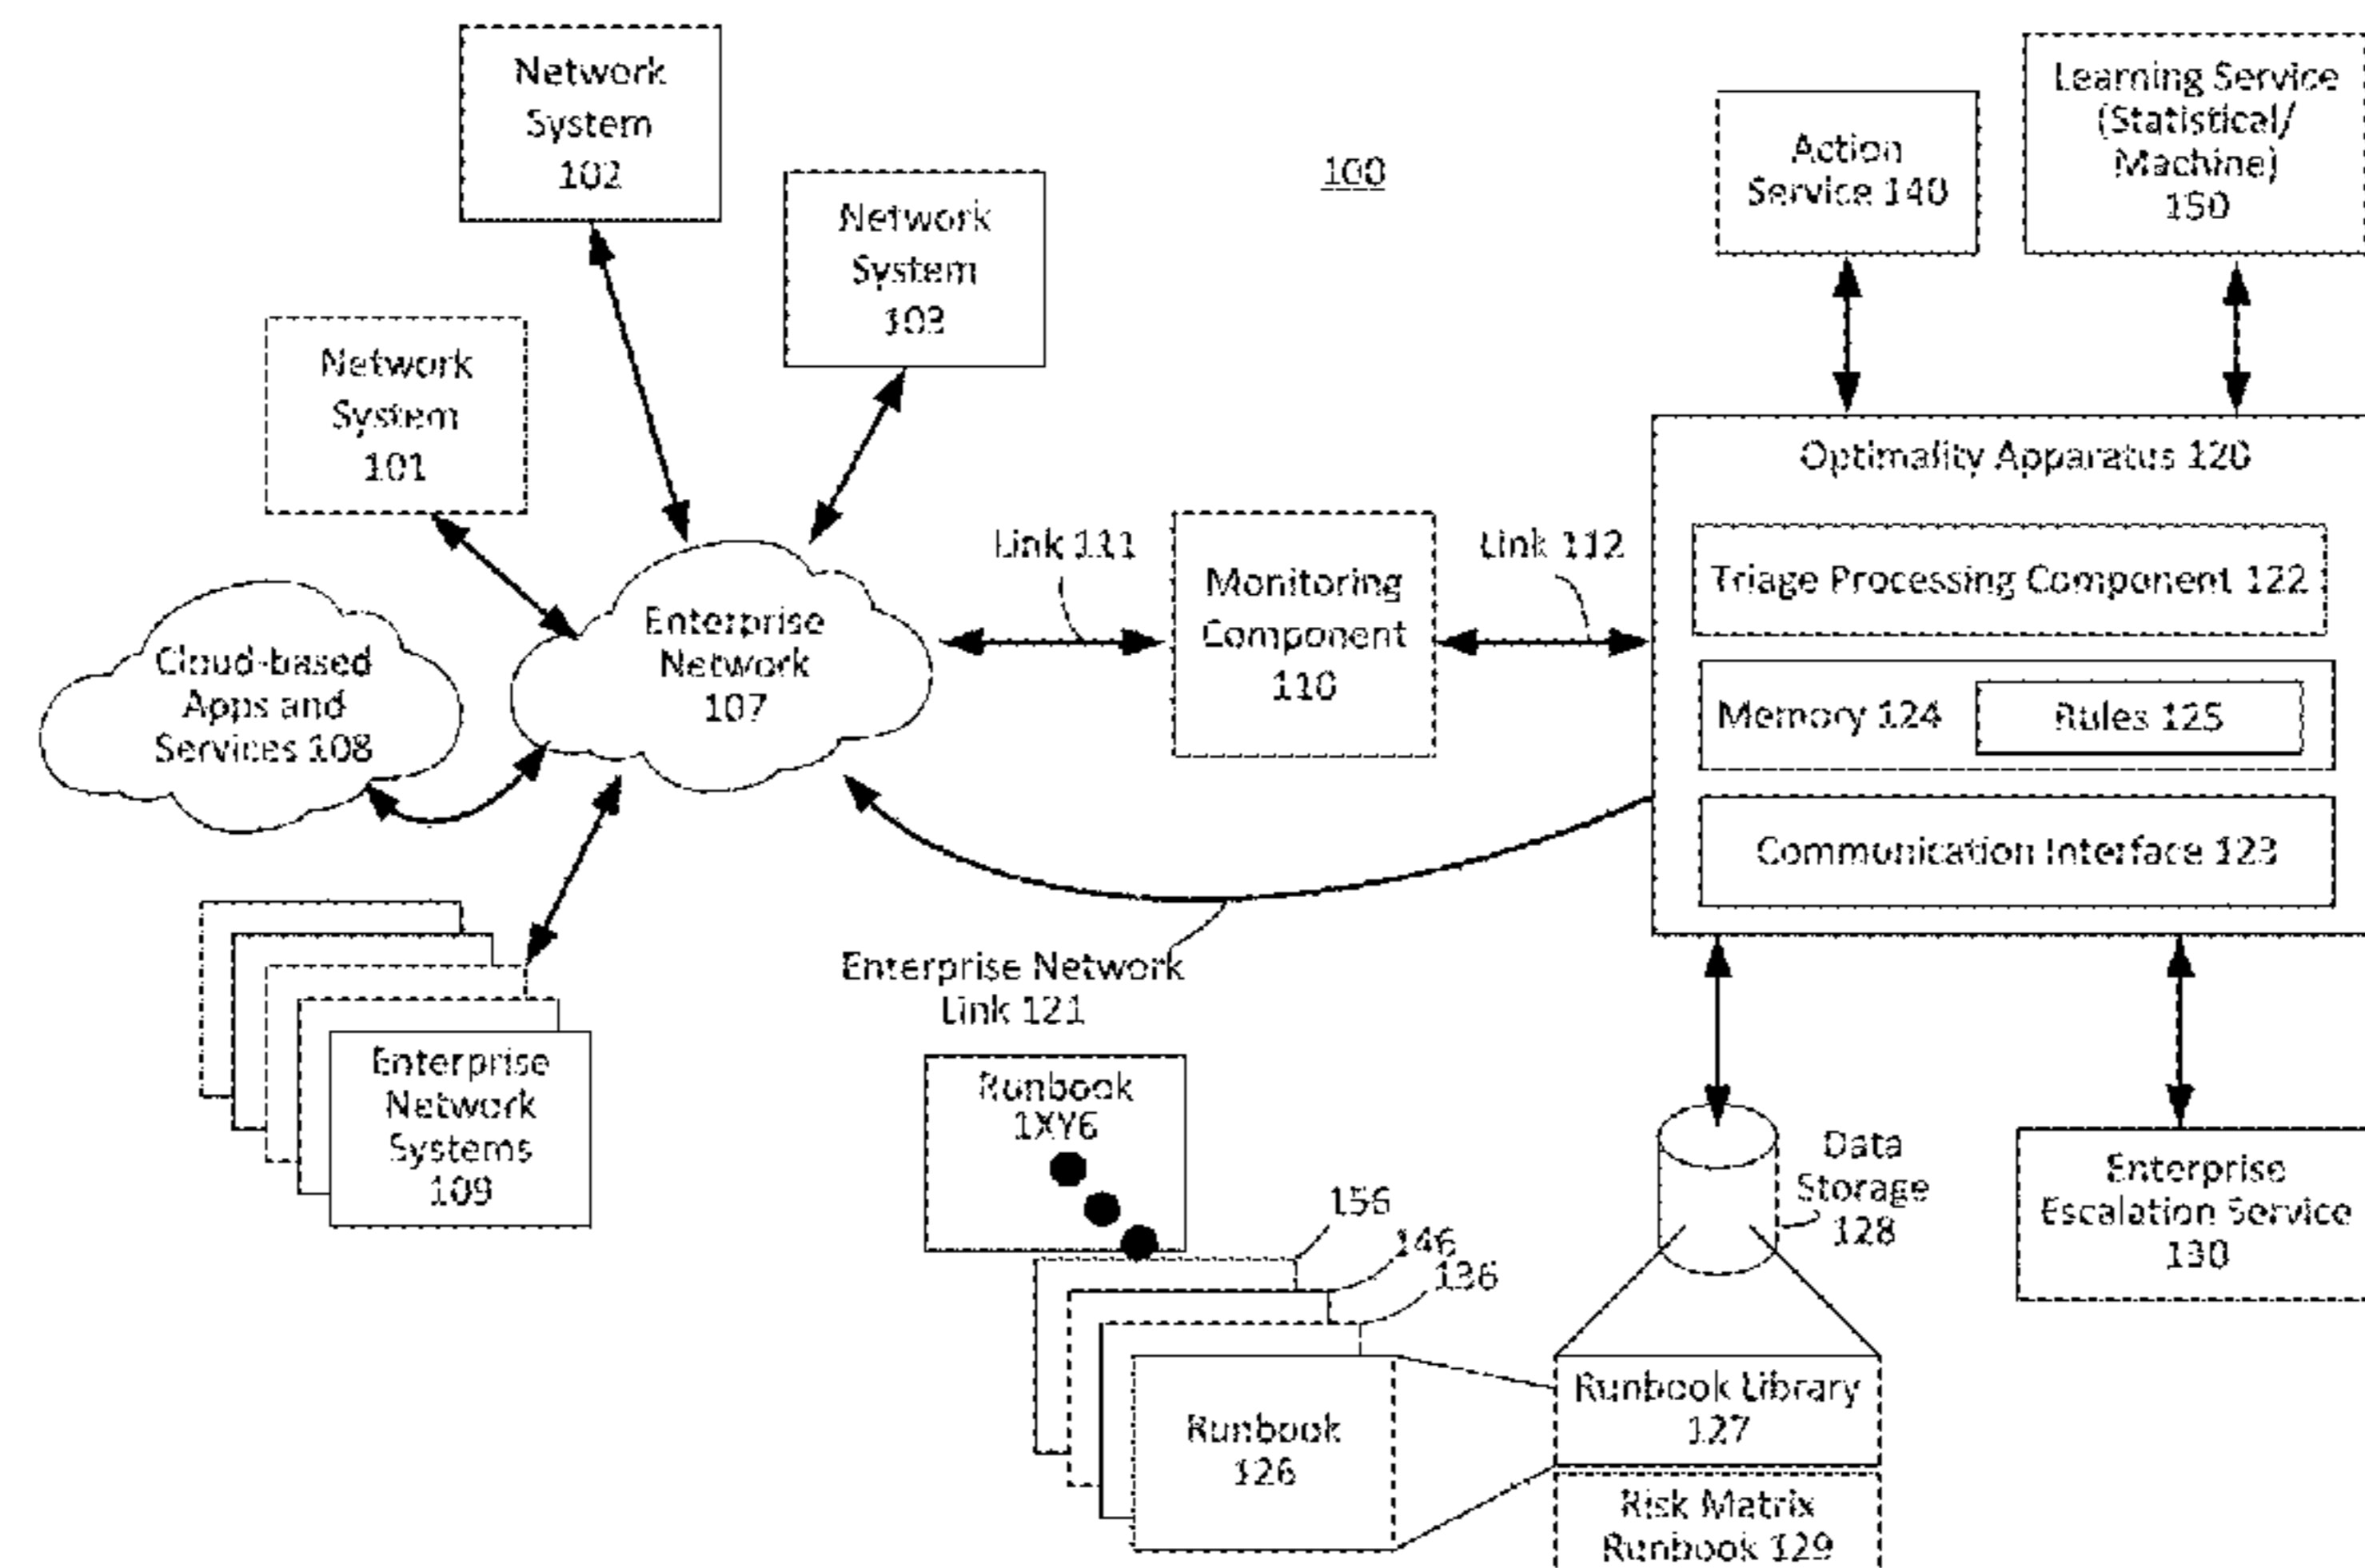 Network
System
102
Network
System
103
Network
System
101
100
Action
Service 140
Learning Service
(Statistical/
Machine)
150
Optimality Apparatus 120
Triage Processing Component 122
Memory 124
Rules 125
Communication Interface 123
Link 111
Monitoring
Component
110
Link 112
Enterprise
Network
107
Cloud-based
Apps and
Services 108
Enterprise Network
Link 121
Enterprise
Network
Systems
109
Runbook
1XY6
156
146
136
Runbook
126
Data
Storage
128
Enterprise
Escalation Service
130
Runbook Library
127
Risk Matrix
Runbook 129